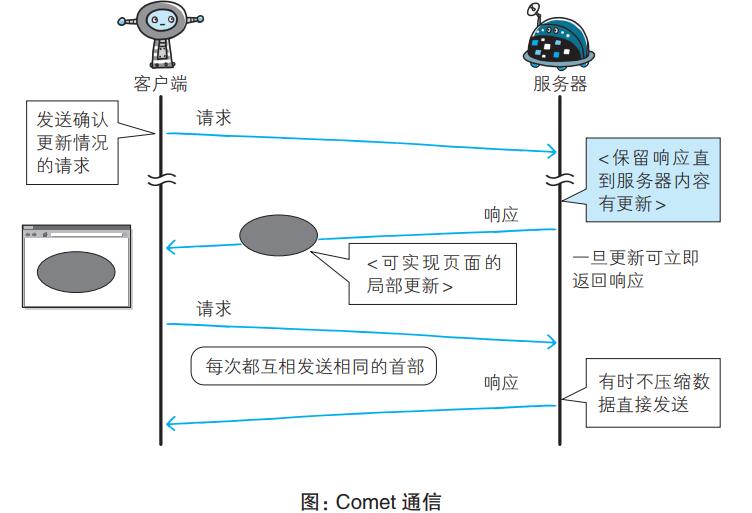 客户端
服务器
发送确认
更新情况
的请求
请求
<保留响应直
到服务器内容
有更新>
响应
<可实现页面的
局部更新>
一旦更新可立即
返回响应
请求
每次都互相发送相同的首部
响应
有时不压缩数
据直接发送
图：Comet 通信